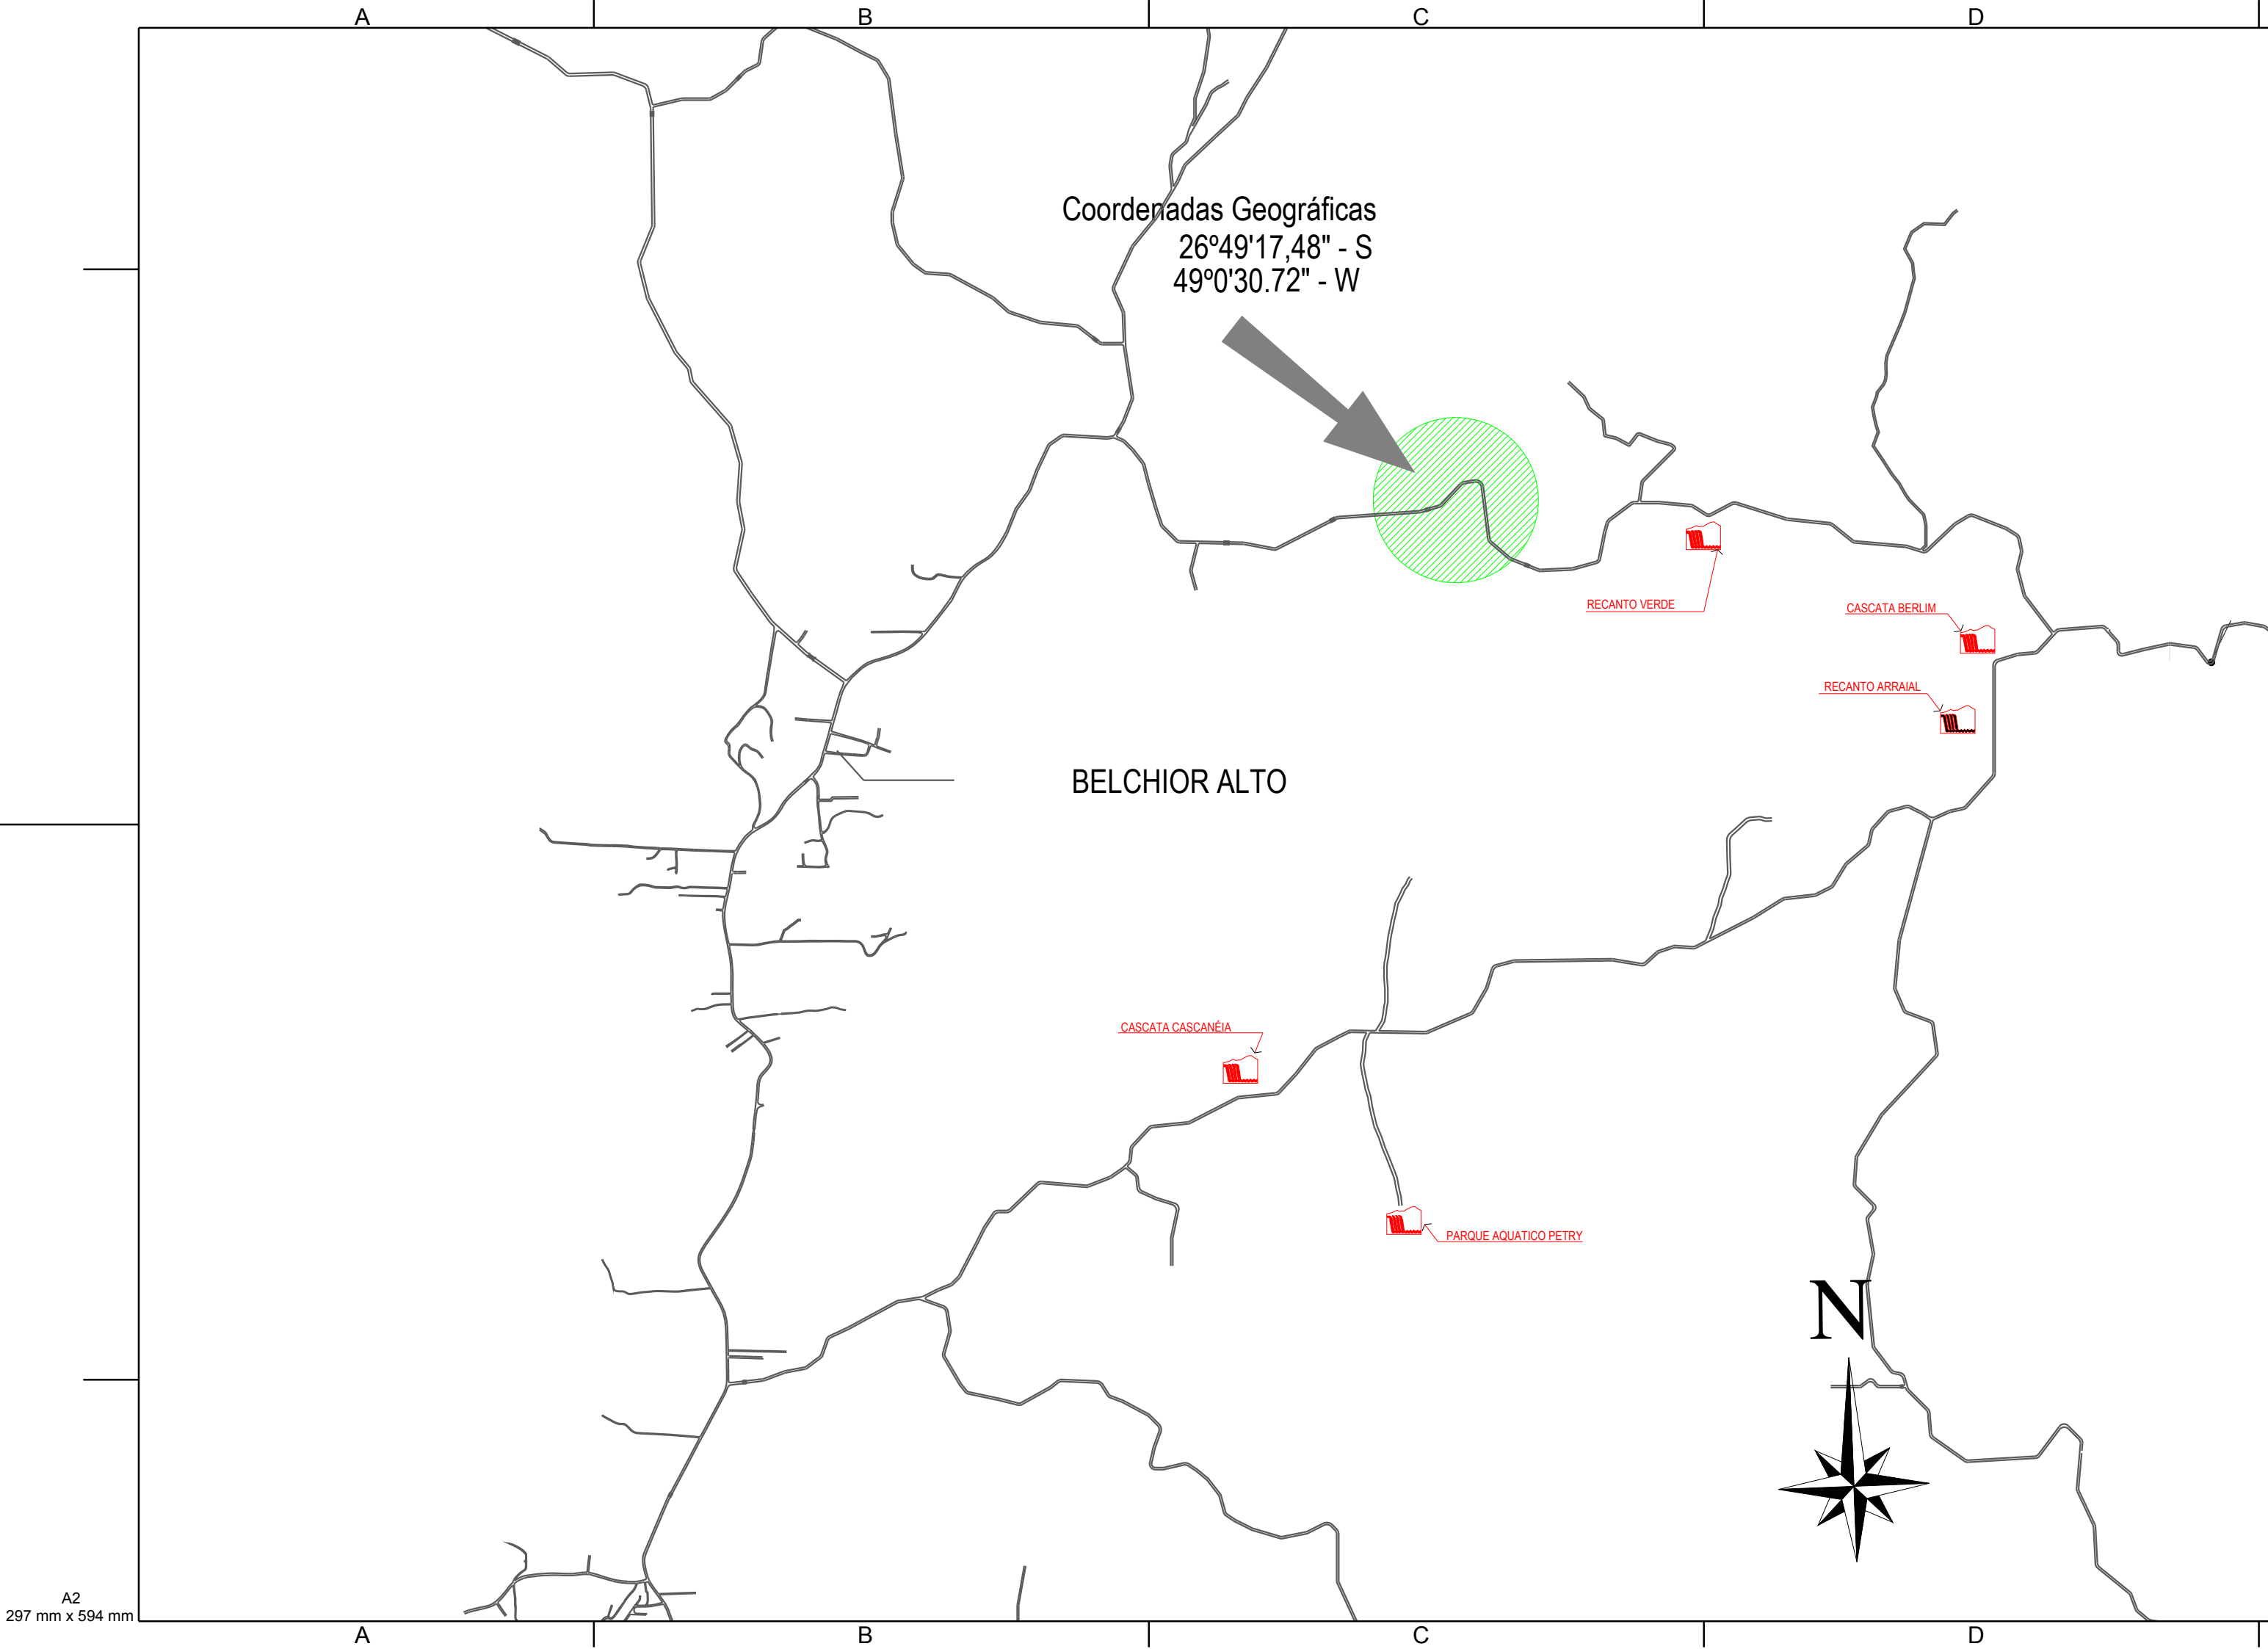 A
B
C
D
Coordenadas Geográficas
26º49'17,48" - S
49º0'30.72" - W
RECANTO VERDE
CASCATA BERLIM
RECANTO ARRAIAL
BELCHIOR ALTO
CASCATA CASCANÉIA
PARQUE AQUATICO PETRY
N
A2
297 mm x 594 mm
A
B
C
D